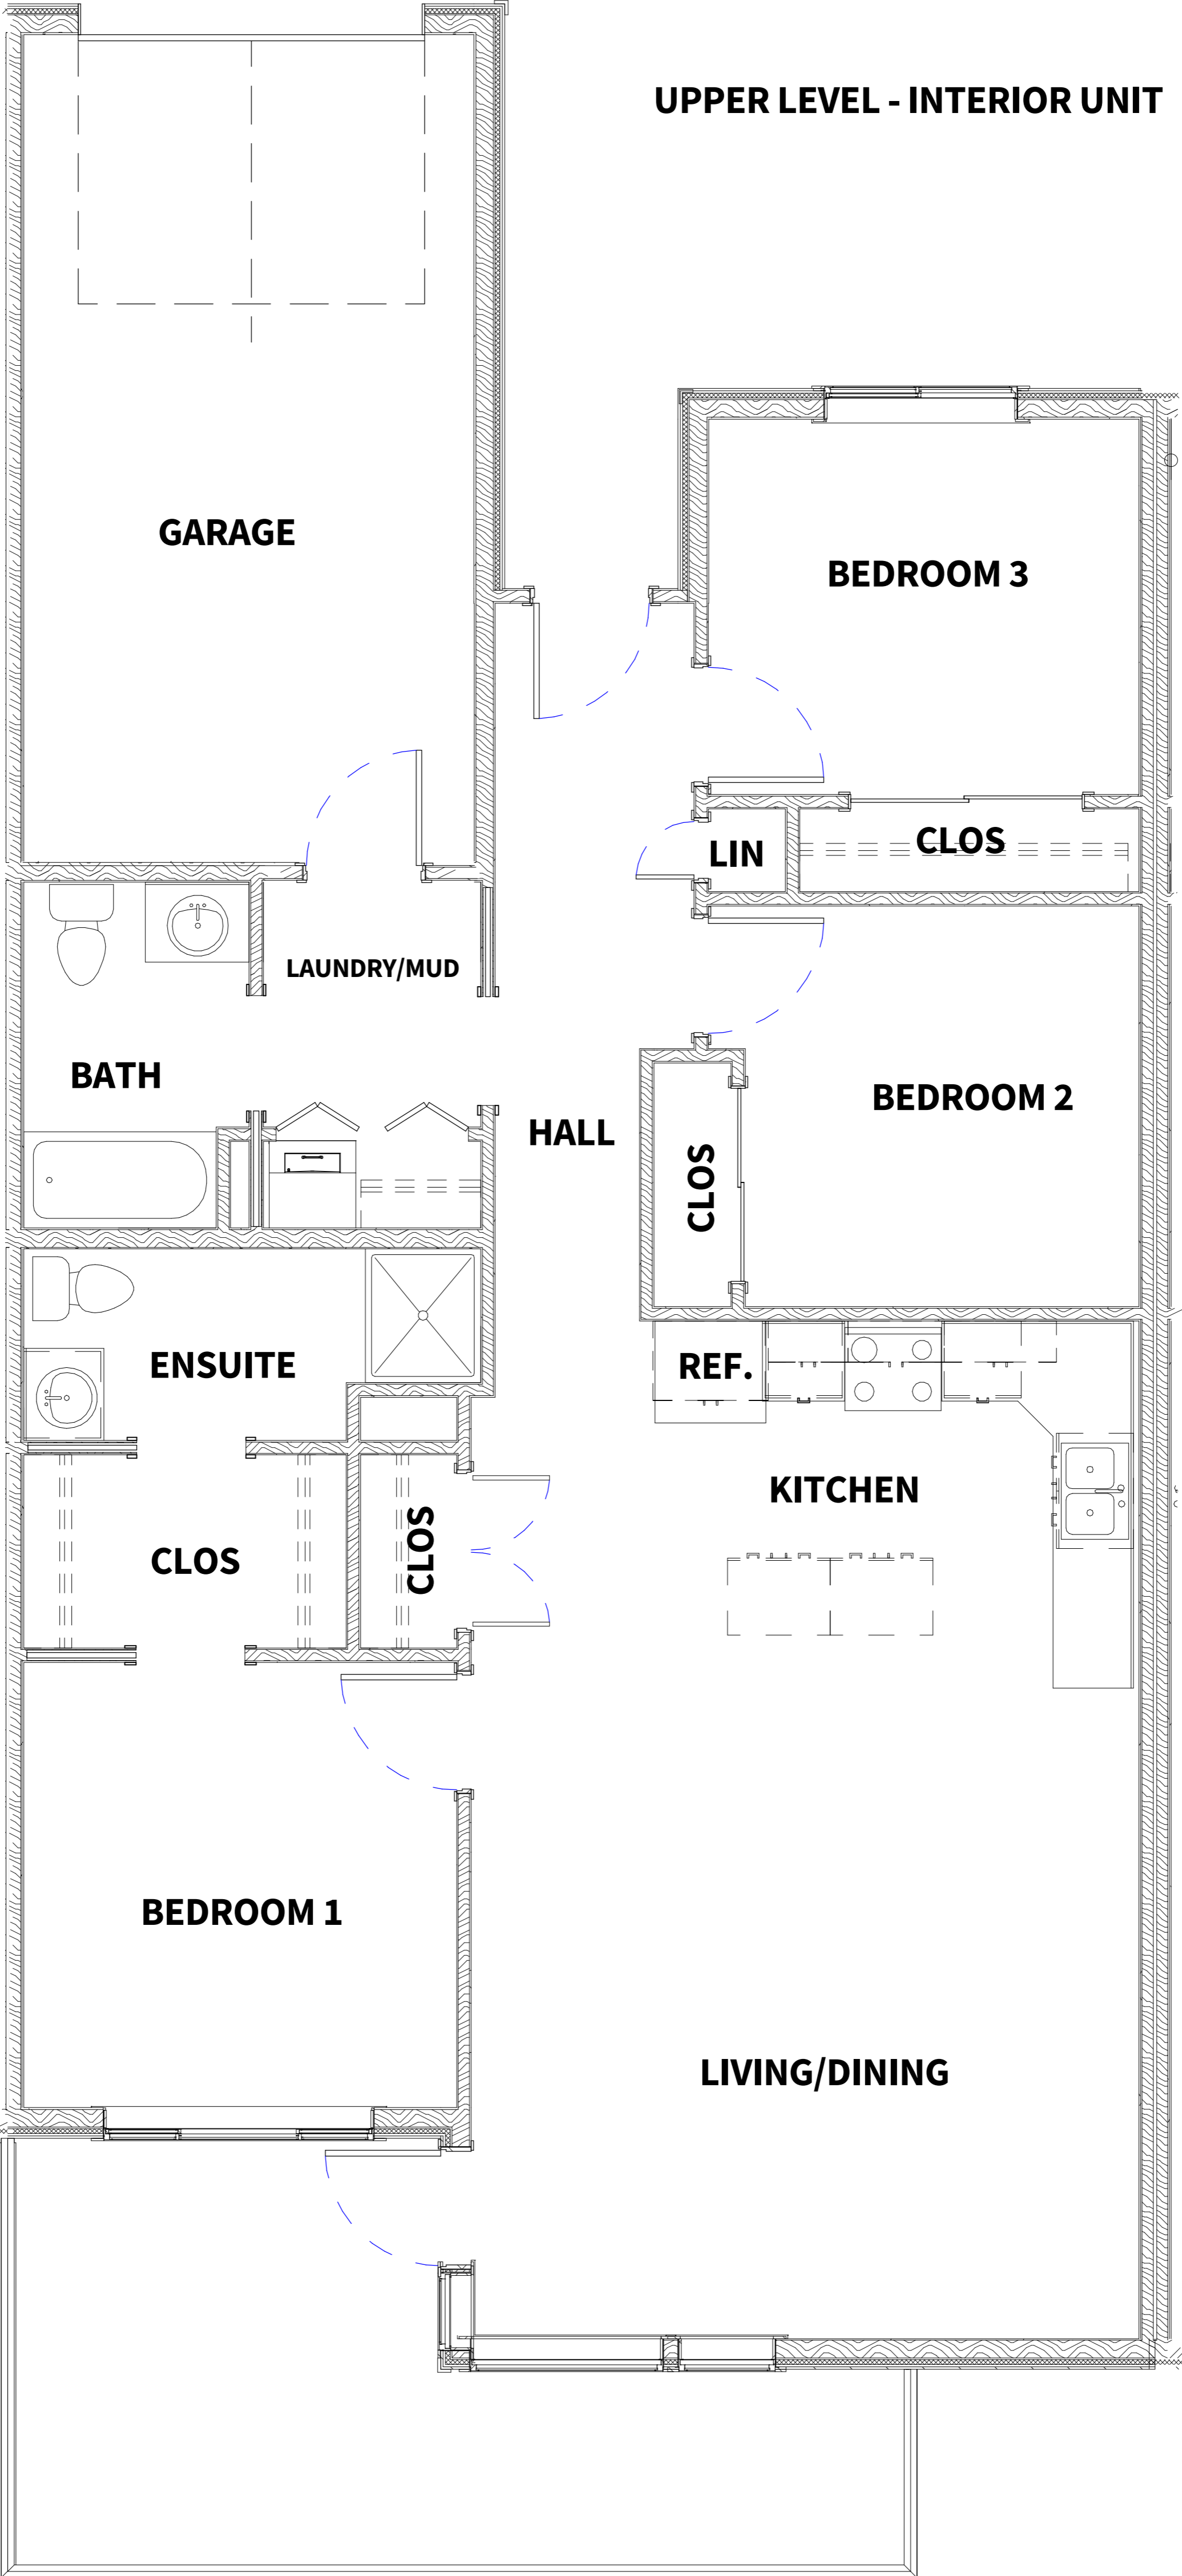 UPPER LEVEL - INTERIOR UNIT
GARAGE
BEDROOM 3
CLOS
LIN
LAUNDRY/MUD
BATH
BEDROOM 2
HALL
CLOS
ENSUITE
REF.
KITCHEN
CLOS
CLOS
BEDROOM 1
LIVING/DINING